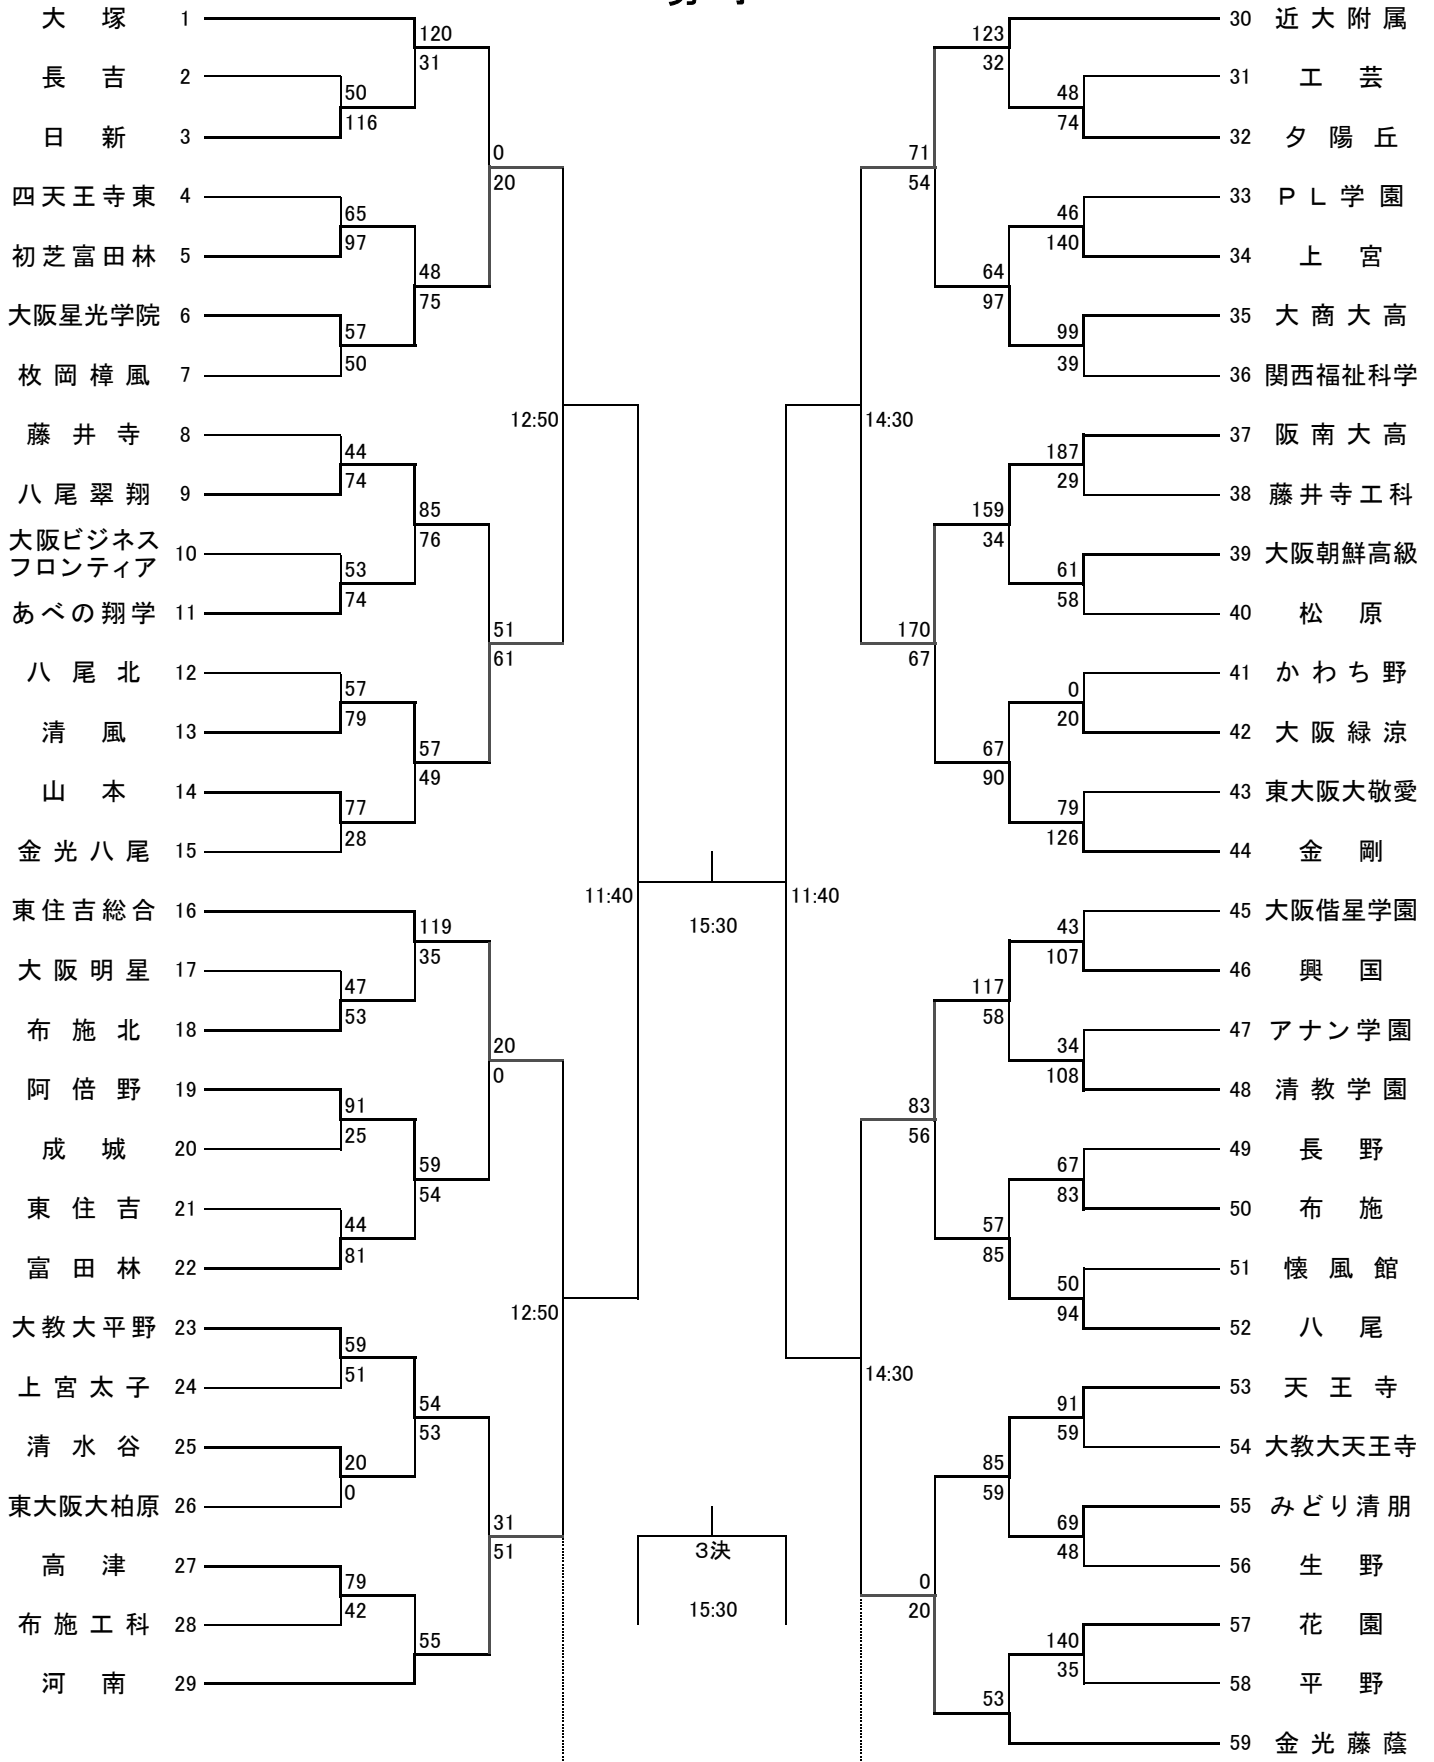 大塚 1
長吉 2
日新 3
四天王寺東 4
初芝富田林 5
大阪星光学院 6
枚岡樟風 7
藤井寺 8
八尾翠翔 9
大阪ビジネス
フロンティア 10
あべの翔学 11
八尾北 12
清風 13
山本 14
金光八尾 15
東住吉総合 16
大阪明星 17
布施北 18
阿倍野 19
成城 20
東住吉 21
富田林 22
大教大平野 23
上宮太子 24
清水谷 25
東大阪大柏原 26
高津 27
布施工科 28
河南 29
50
116
65
97
57
50
44
74
53
74
57
79
77
28
47
53
91
25
44
81
59
51
20
0
79
42
120
31
48
75
85
76
57
49
119
35
59
54
54
53
55
0
20
51
61
20
0
31
51
12:50
12:50
11:40
15:30
11:40
3決
15:30
14:30
14:30
71
54
170
67
83
56
0
20
123
32
64
97
159
34
67
90
117
58
57
85
85
59
53
48
74
46
140
99
39
187
29
61
58
0
20
79
126
43
107
34
108
67
83
50
94
91
59
69
48
140
35
30 近大附属
31 工芸
32 夕陽丘
33 PL学園
34 上宮
35 大商大高
36 関西福祉科学
37 阪南大高
38 藤井寺工科
39 大阪朝鮮高級
40 松原
41 かわち野
42 大阪緑涼
43 東大阪大敬愛
44 金剛
45 大阪偕星学園
46 興国
47 アナン学園
48 清教学園
49 長野
50 布施
51 懐風館
52 八尾
53 天王寺
54 大教大天王寺
55 みどり清朋
56 生野
57 花園
58 平野
59 金光藤蔭